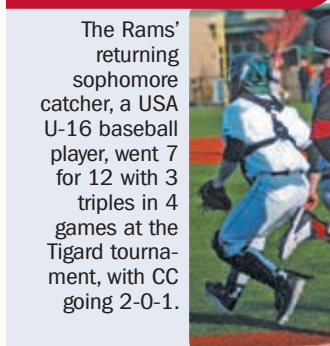 The Rams'
returning
sophomore
catcher, a USA
U-16 baseball
player, went 7
for 12 with 3
triples in 4
games at the
Tigard tourna-
ment, with CC
going 2-0-1.